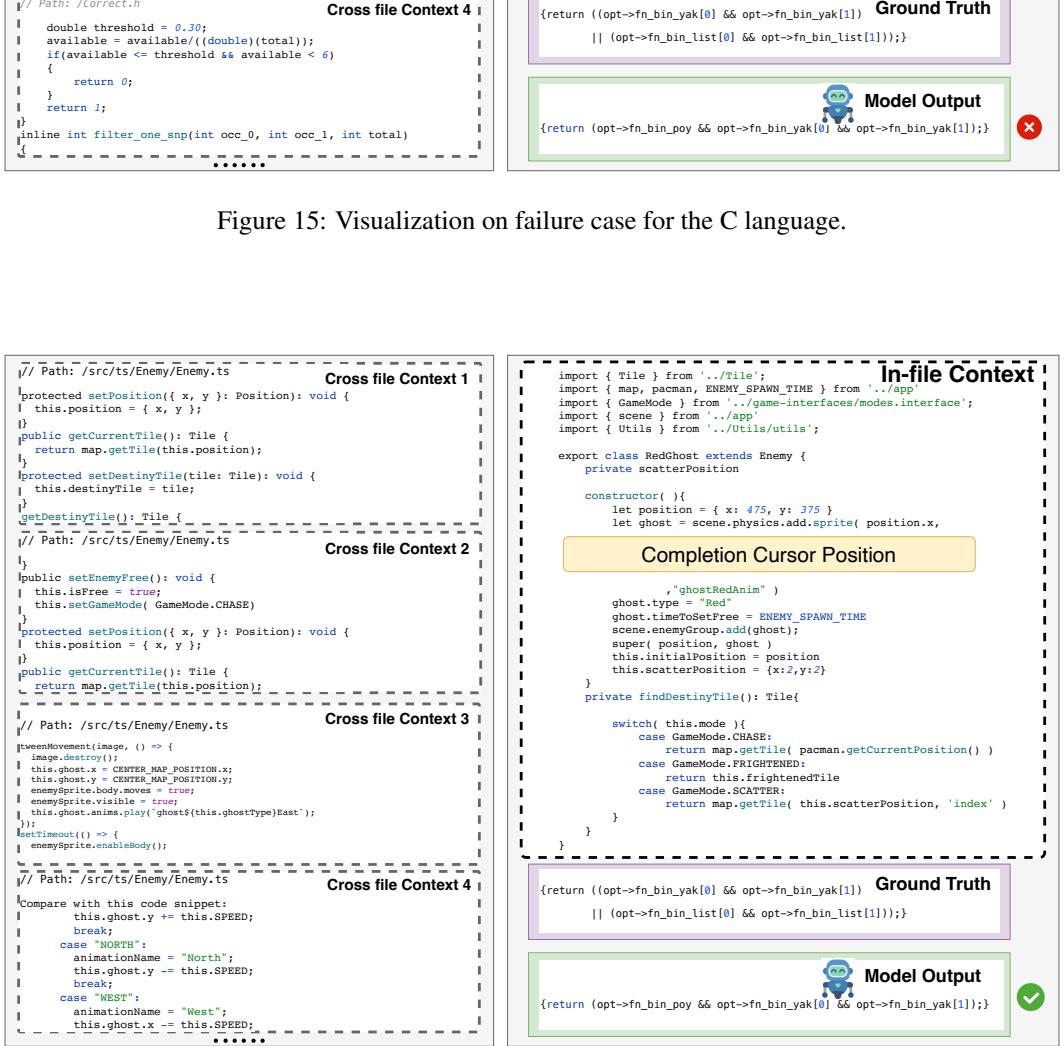 // Path: /Correct.h
Cross file Context 4
double threshold = 0.30;
available = available/((double)(total));
if(available <= threshold && available < 6)
{
return 0;
}
return 1;
}
inline int filter_one_snp(int occ_0, int occ_1, int total)
{
......
{return ((opt->fn_bin_yak[0] && opt->fn_bin_yak[1])
Ground Truth
|| (opt->fn_bin_list[0] && opt->fn_bin_list[1]));}
Model Output
{return (opt->fn_bin_poy && opt->fn_bin_yak[0] && opt->fn_bin_yak[1]);}
Figure 15: Visualization on failure case for the C language.
// Path: /src/ts/Enemy/Enemy.ts
Cross file Context 1
protected setPosition({ x, y }: Position): void {
this.position = { x, y };
}
public getCurrentTile(): Tile {
return map.getTile(this.position);
}
protected setDestinyTile(tile: Tile): void {
this.destinyTile = tile;
}
getDestinyTile(): Tile {
// Path: /src/ts/Enemy/Enemy.ts
Cross file Context 2
}
public setEnemyFree(): void {
this.isFree = true;
this.setGameMode( GameMode.CHASE)
}
protected setPosition({ x, y }: Position): void {
this.position = { x, y };
}
public getCurrentTile(): Tile {
return map.getTile(this.position);
Cross file Context 3
// Path: /src/ts/Enemy/Enemy.ts
tweenMovement(image, () => {
image.destroy();
this.ghost.x = CENTER_MAP_POSITION.x;
this.ghost.y = CENTER_MAP_POSITION.y;
enemySprite.body.moves = true;
enemySprite.visible = true;
this.ghost.anims.play(`ghost${this.ghostType}East`);
});
setTimeout(() => {
enemySprite.enableBody();
// Path: /src/ts/Enemy/Enemy.ts
Cross file Context 4
Compare with this code snippet:
this.ghost.y += this.SPEED;
break;
case "NORTH":
animationName = "North";
this.ghost.y -= this.SPEED;
break;
case "WEST":
animationName = "West";
this.ghost.x -= this.SPEED;
......
In-file Context
import { Tile } from '../Tile';
import { map, pacman, ENEMY_SPAWN_TIME } from '../app'
import { GameMode } from '../game-interfaces/modes.interface';
import { scene } from '../app'
import { Utils } from '../Utils/utils';
export class RedGhost extends Enemy {
private scatterPosition
constructor( ){
let position = { x: 475, y: 375 }
let ghost = scene.physics.add.sprite( position.x,
Completion Cursor Position
,"ghostRedAnim" )
ghost.type = "Red"
ghost.timeToSetFree = ENEMY_SPAWN_TIME
scene.enemyGroup.add(ghost);
super( position, ghost )
this.initialPosition = position
this.scatterPosition = {x:2,y:2}
}
private findDestinyTile(): Tile{
switch( this.mode ){
case GameMode.CHASE:
return map.getTile( pacman.getCurrentPosition() )
case GameMode.FRIGHTENED:
return this.frightenedTile
case GameMode.SCATTER:
return map.getTile( this.scatterPosition, 'index' )
}
}
}
{return ((opt->fn_bin_yak[0] && opt->fn_bin_yak[1])
Ground Truth
|| (opt->fn_bin_list[0] && opt->fn_bin_list[1]));}
Model Output
{return (opt->fn_bin_poy && opt->fn_bin_yak[0] && opt->fn_bin_yak[1]);}